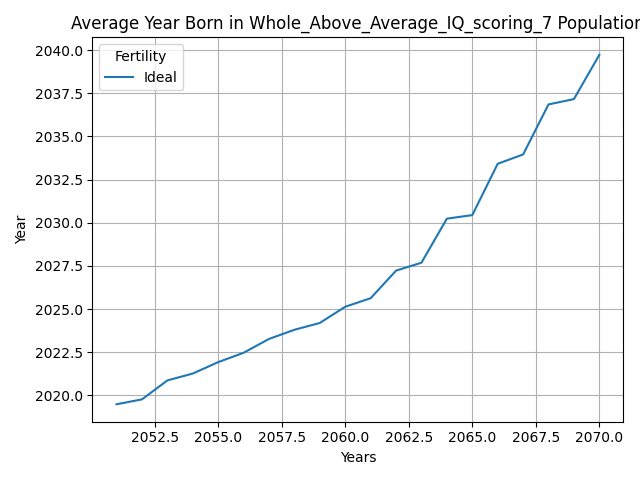 Average Year Born in Whole_Above_Average_IQ_scoring_7 Population
2040.0
2037.5
2035.0
2032.5
2030.0
2027.5
2025.0
2022.5
2020.0
Year
Fertility
Ideal
2052.5 2055.0 2057.5 2060.0 2062.5 2065.0 2067.5 2070.0
Years